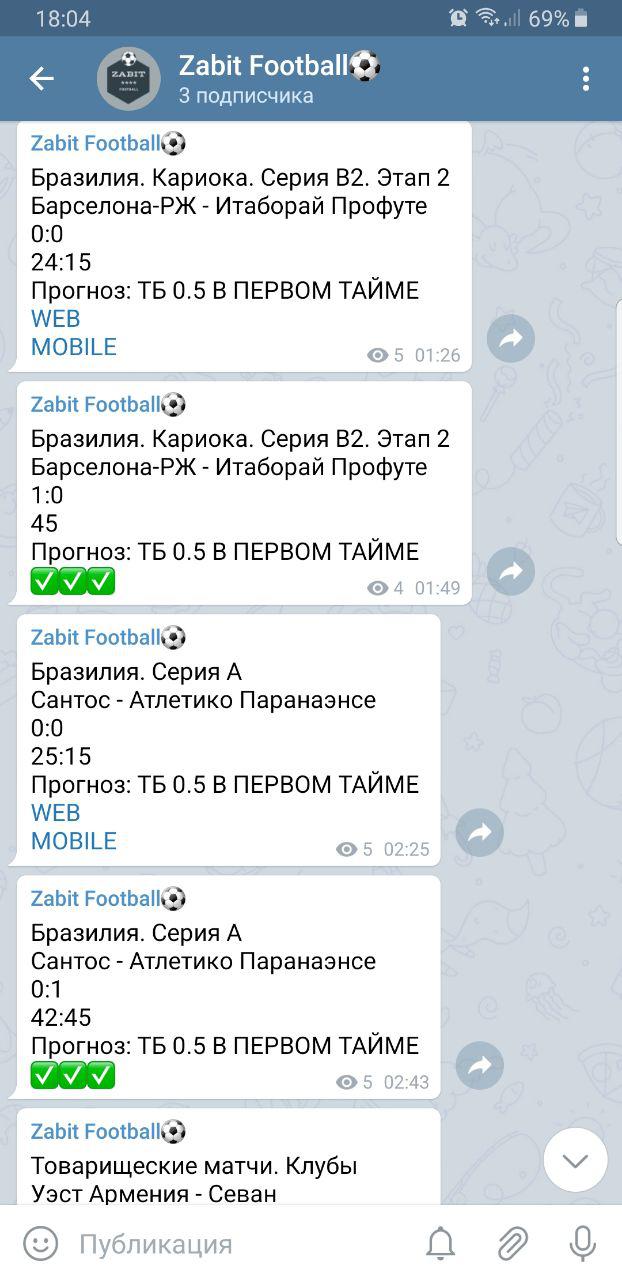 18:04
69%
ZABIT
FOOTBALL
Zabit Football⚽
3 подписчика
Zabit Football⚽
Бразилия. Кариока. Серия B2. Этап 2
Барселона-РЖ - Итаборай Профуте
0:0
24:15
Прогноз: ТБ 0.5 В ПЕРВОМ ТАЙМЕ
WEB
MOBILE
5 01:26
Zabit Football⚽
Бразилия. Кариока. Серия B2. Этап 2
Барселона-РЖ - Итаборай Профуте
1:0
45
Прогноз: ТБ 0.5 В ПЕРВОМ ТАЙМЕ
✅✅✅
4 01:49
Zabit Football⚽
Бразилия. Серия А
Сантос - Атлетико Паранаэнсе
0:0
25:15
Прогноз: ТБ 0.5 В ПЕРВОМ ТАЙМЕ
WEB
MOBILE
5 02:25
Zabit Football⚽
Бразилия. Серия А
Сантос - Атлетико Паранаэнсе
0:1
42:45
Прогноз: ТБ 0.5 В ПЕРВОМ ТАЙМЕ
✅✅✅
5 02:43
Zabit Football⚽
Товарищеские матчи. Клубы
Уэст Армения - Севан
Публикация